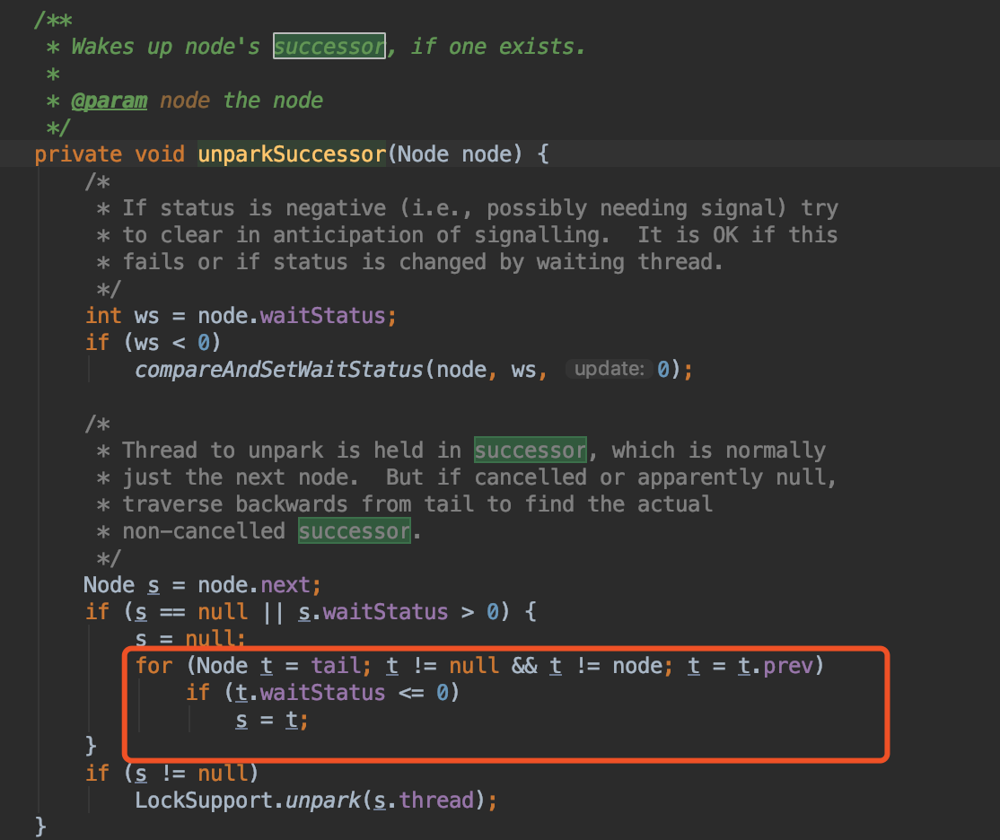 /**
 * Wakes up node's successor, if one exists.
 *
 * @param node the node
 */
private void unparkSuccessor(Node node) {
    /*
     * If status is negative (i.e., possibly needing signal) try
     * to clear in anticipation of signalling.  It is OK if this
     * fails or if status is changed by waiting thread.
     */
    int ws = node.waitStatus;
    if (ws < 0)
        compareAndSetWaitStatus(node, ws, update: 0);

    /*
     * Thread to unpark is held in successor, which is normally
     * just the next node.  But if cancelled or apparently null,
     * traverse backwards from tail to find the actual
     * non-cancelled successor.
     */
    Node s = node.next;
    if (s == null || s.waitStatus > 0) {
        s = null;
        for (Node t = tail; t != null && t != node; t = t.prev)
            if (t.waitStatus <= 0)
                s = t;
    }
    if (s != null)
        LockSupport.unpark(s.thread);
}